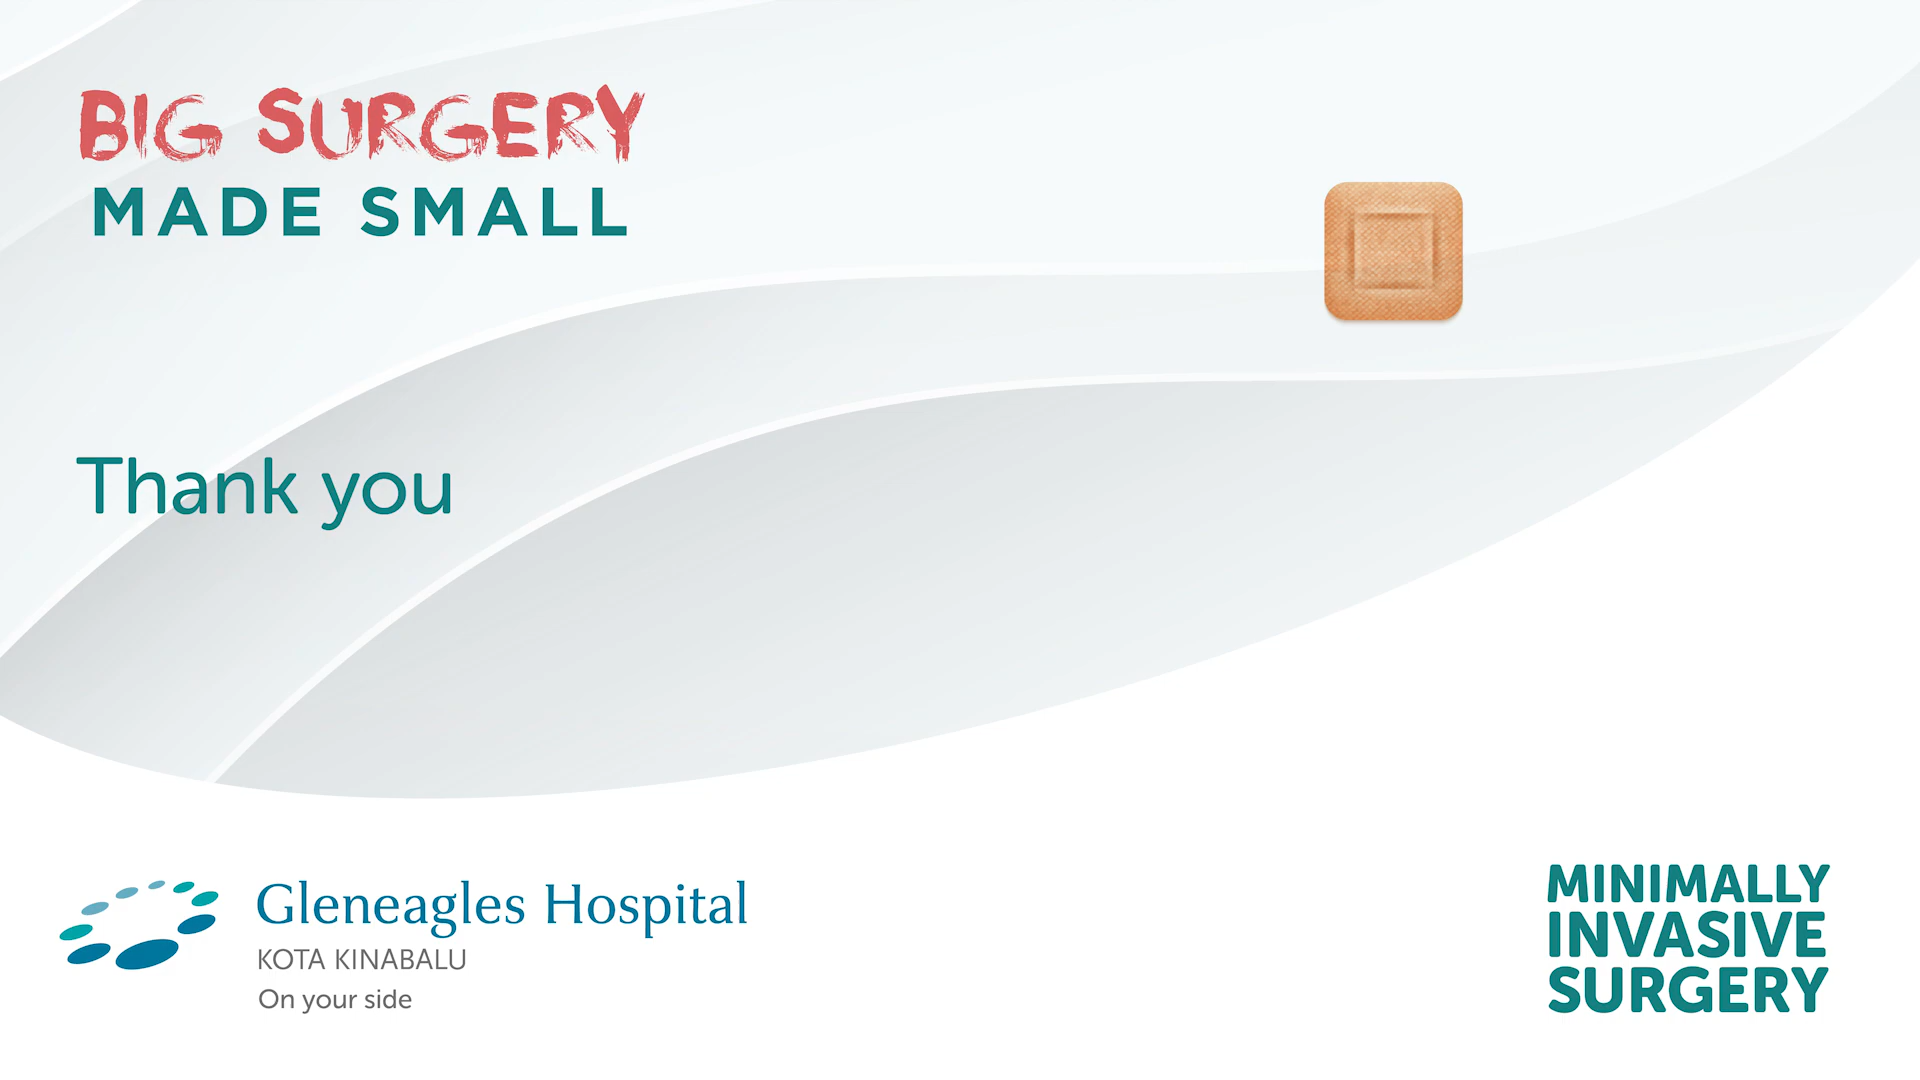 BIG SURGERY
MADE SMALL
Thank you
Gleneagles Hospital
KOTA KINABALU
On your side
MINIMALLY
INVASIVE
SURGERY